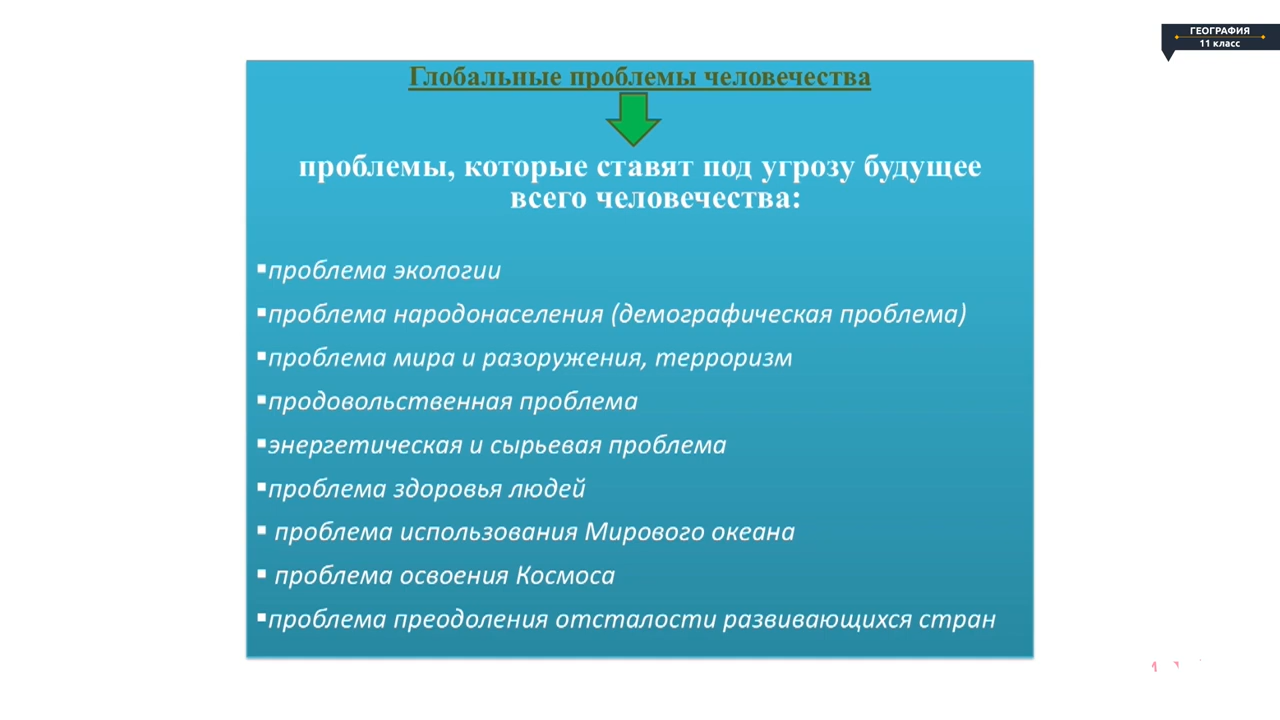 ГЕОГРАФИЯ
11 класс
Глобальные проблемы человечества
проблемы, которые ставят под угрозу будущее
всего человечества:
▪проблема экологии
▪проблема народонаселения (демографическая проблема)
▪проблема мира и разоружения, терроризм
▪продовольственная проблема
▪энергетическая и сырьевая проблема
▪проблема здоровья людей
▪ проблема использования Мирового океана
▪ проблема освоения Космоса
▪проблема преодоления отсталости развивающихся стран